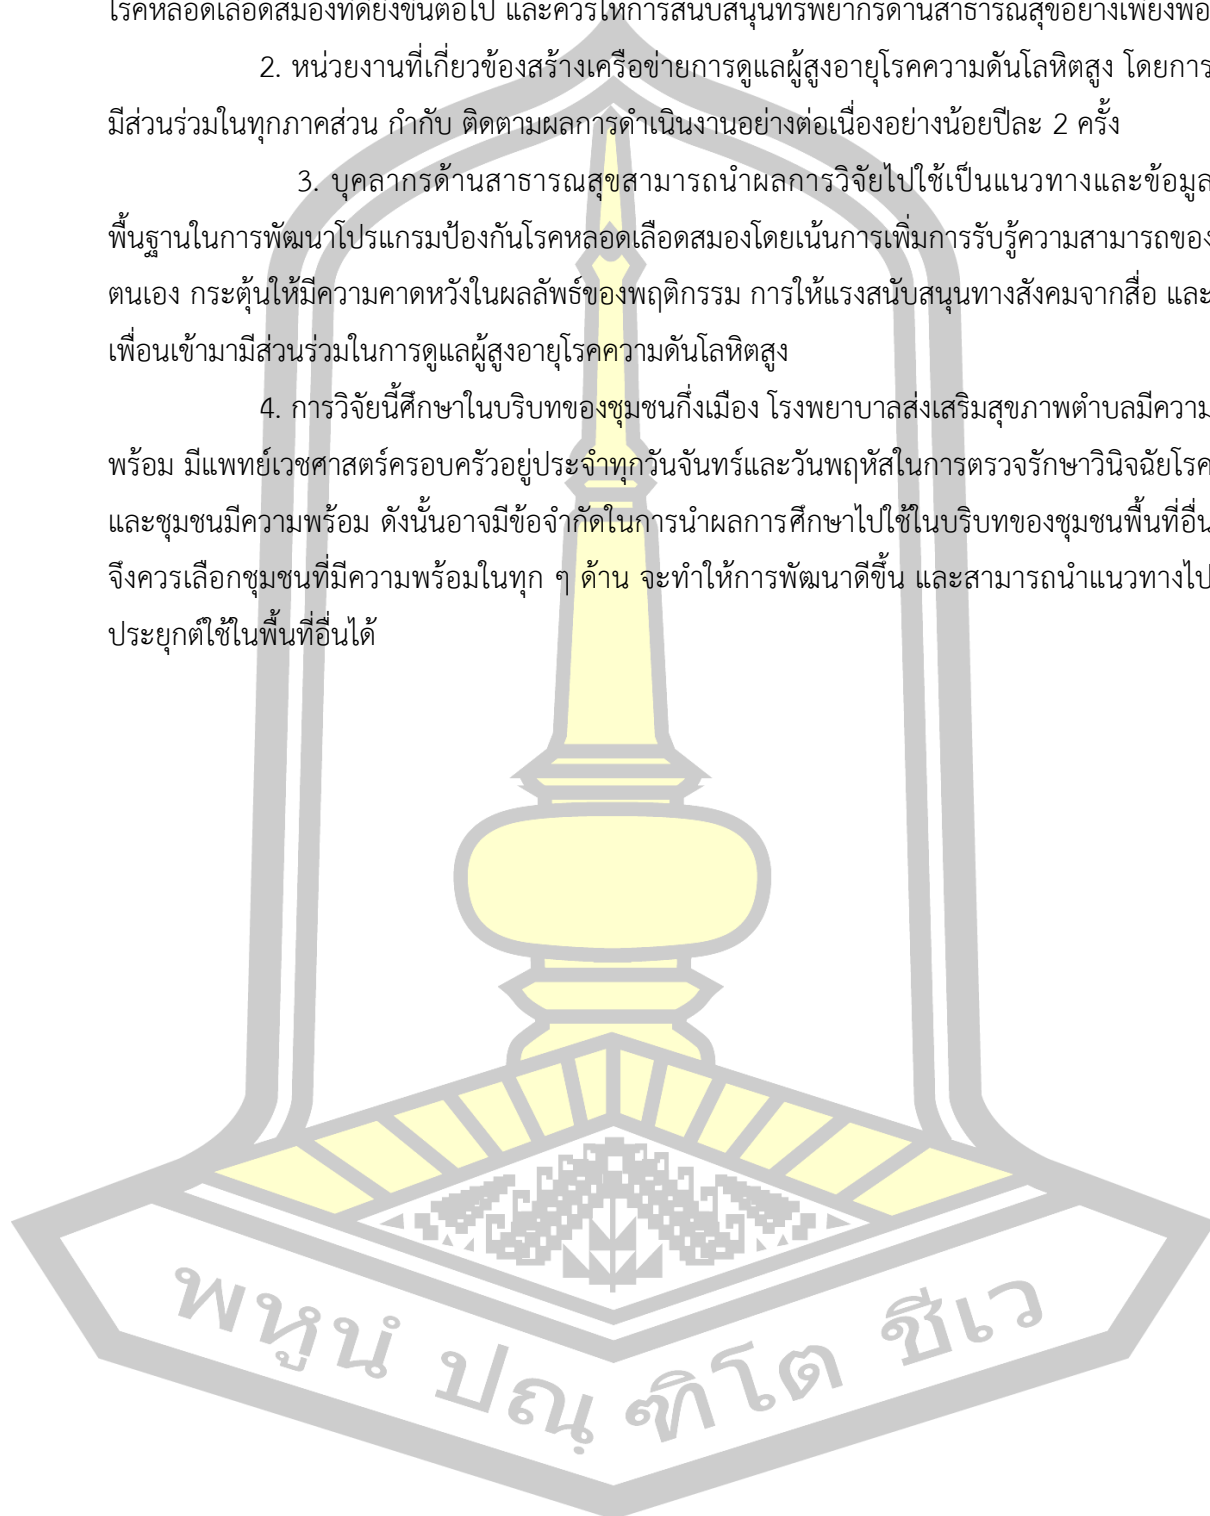 โรคหลอดเลือดสมองที่ดียิ่งขึ้นต่อไป และควรให้การสนับสนุนทรัพยากรด้านสาธารณสุขอย่างเพียงพอ
2. หน่วยงานที่เกี่ยวข้องสร้างเครือข่ายการดูแลผู้สูงอายุโรคความดันโลหิตสูง โดยการ
มีส่วนร่วมในทุกภาคส่วน กำกับ ติดตามผลการดำเนินงานอย่างต่อเนื่องอย่างน้อยปีละ 2 ครั้ง
3. บุคลากรด้านสาธารณสุขสามารถนำผลการวิจัยไปใช้เป็นแนวทางและข้อมูล
พื้นฐานในการพัฒนาโปรแกรมป้องกันโรคหลอดเลือดสมองโดยเน้นการเพิ่มการรับรู้ความสามารถของ
ตนเอง กระตุ้นให้มีความคาดหวังในผลลัพธ์ของพฤติกรรม การให้แรงสนับสนุนทางสังคมจากสื่อ และ
เพื่อนเข้ามามีส่วนร่วมในการดูแลผู้สูงอายุโรคความดันโลหิตสูง
4. การวิจัยนี้ศึกษาในบริบทของชุมชนกึ่งเมือง โรงพยาบาลส่งเสริมสุขภาพตำบลมีความ
พร้อม มีแพทย์เวชศาสตร์ครอบครัวอยู่ประจำทุกวันจันทร์และวันพฤหัสในการตรวจรักษาวินิจฉัยโรค
และชุมชนมีความพร้อม ดังนั้นอาจมีข้อจำกัดในการนำผลการศึกษาไปใช้ในบริบทของชุมชนพื้นที่อื่น
จึงควรเลือกชุมชนที่มีความพร้อมในทุก ๆ ด้าน จะทำให้การพัฒนาดีขึ้น และสามารถนำแนวทางไป
ประยุกต์ใช้ในพื้นที่อื่นได้
พหูนํ ปณฺฑิโต ชีเว